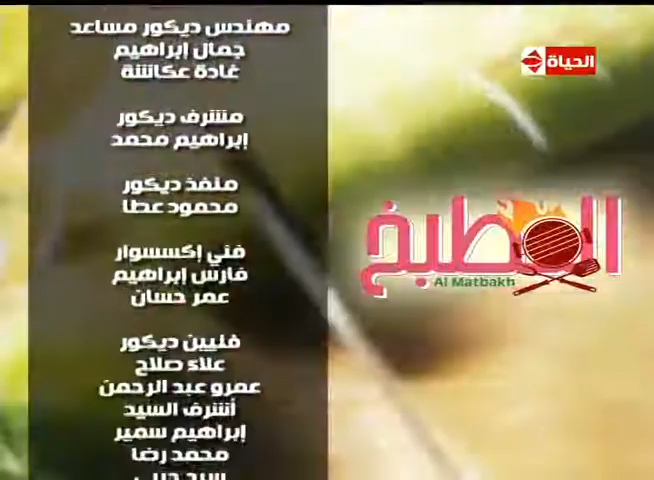 مهندس ديكور مساعد
جمال إبراهيم
غادة عكاشة
مشرف ديكور
إبراهيم محمد
منفذ ديكور
محمود عطا
فني إكسسوار
فارس إبراهيم
عمر حسان
فنيين ديكور
علاء صلاح
عمرو عبد الرحمن
أشرف السيد
إبراهيم سمير
محمد رضا
الحياة
المطبخ
Al Matbakh